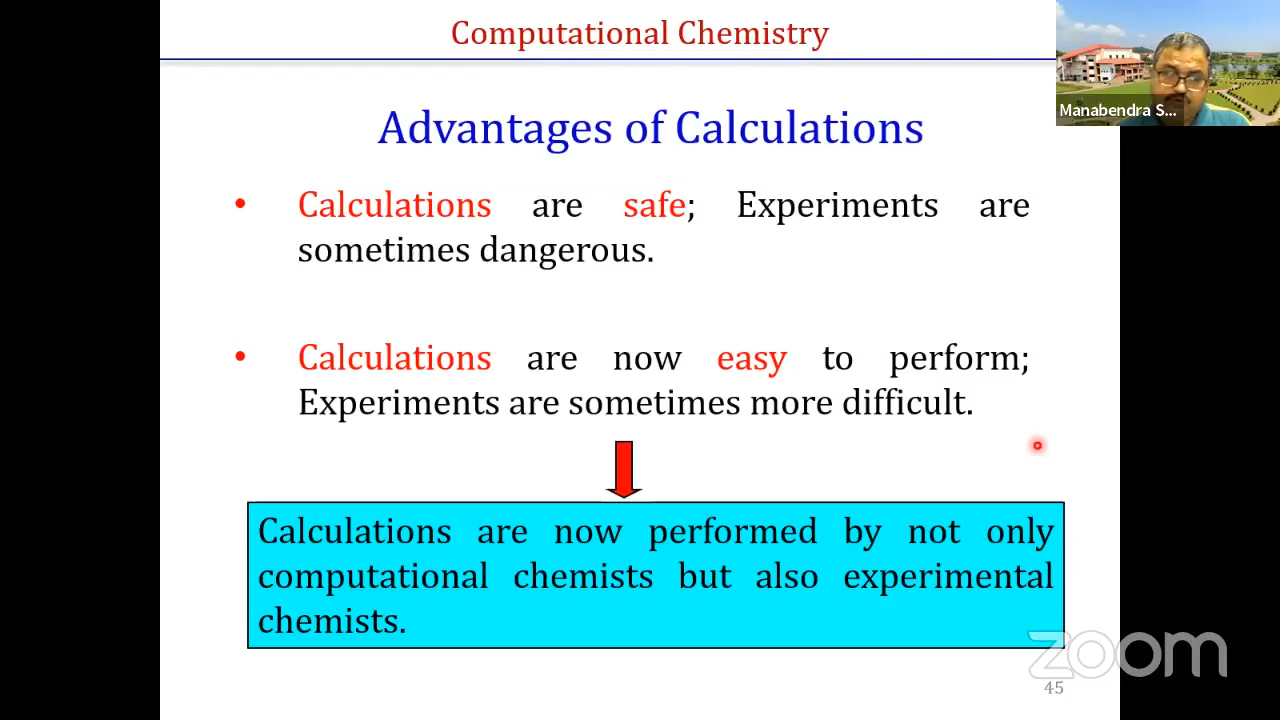 Computational Chemistry
Manabendra S...
Advantages of Calculations
• Calculations are safe; Experiments are
sometimes dangerous.
• Calculations are now easy to perform;
Experiments are sometimes more difficult.
Calculations are now performed by not only
computational chemists but also experimental
chemists.
zoom
45